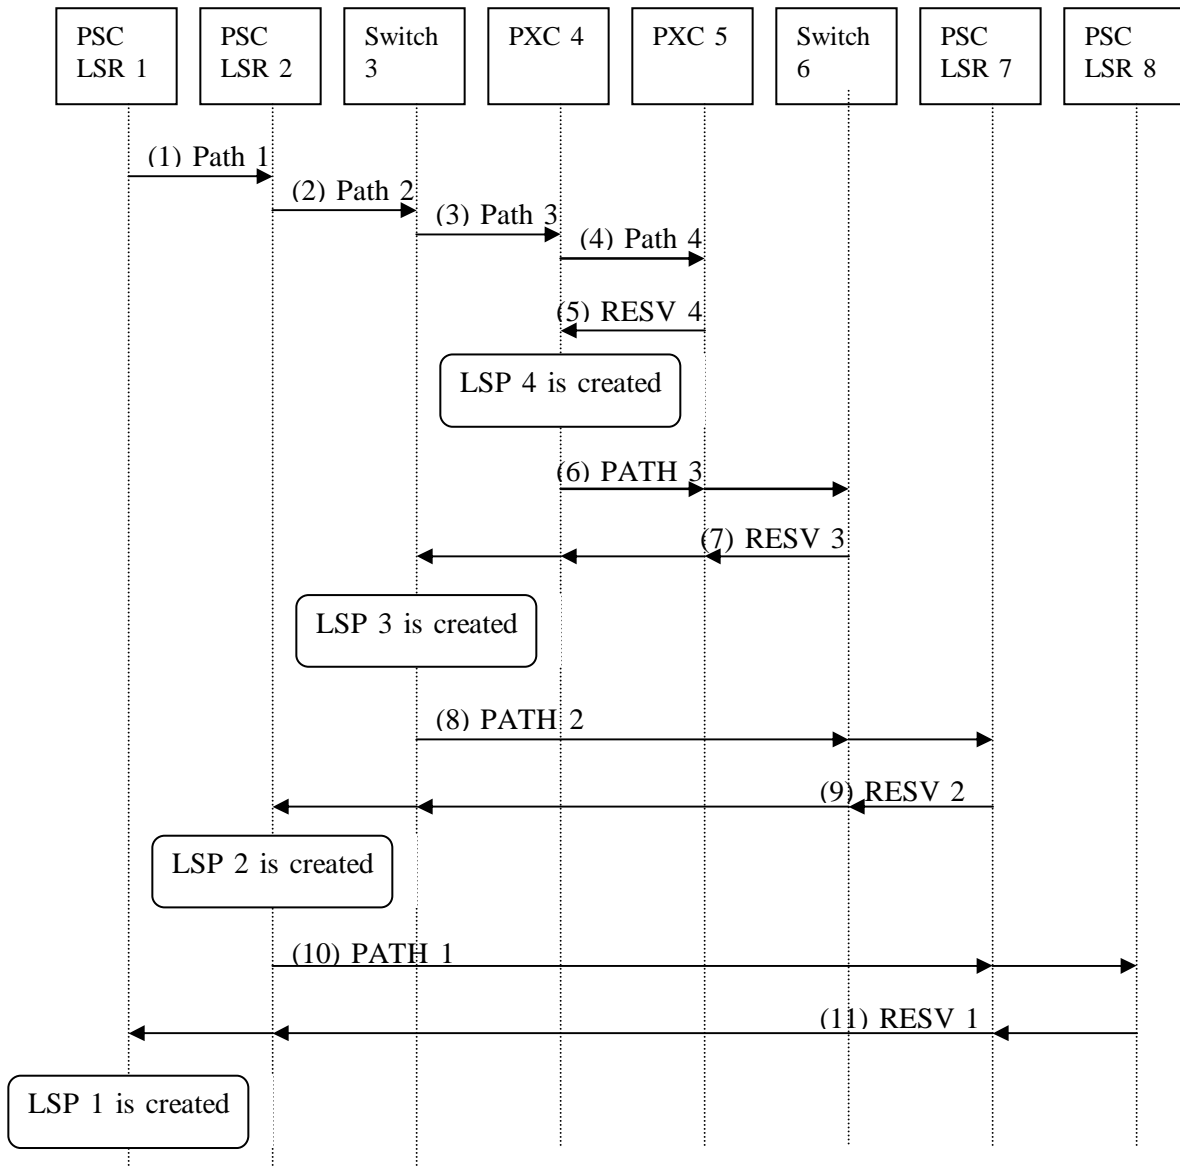 PSC
LSR 1
PSC
LSR 2
Switch
3
PXC 4
PXC 5
Switch
6
PSC
LSR 7
PSC
LSR 8
(1) Path 1
(2) Path 2
(3) Path 3
(4) Path 4
(5) RESV 4
LSP 4 is created
(6) PATH 3
(7) RESV 3
LSP 3 is created
(8) PATH 2
(9) RESV 2
LSP 2 is created
(10) PATH 1
(11) RESV 1
LSP 1 is created